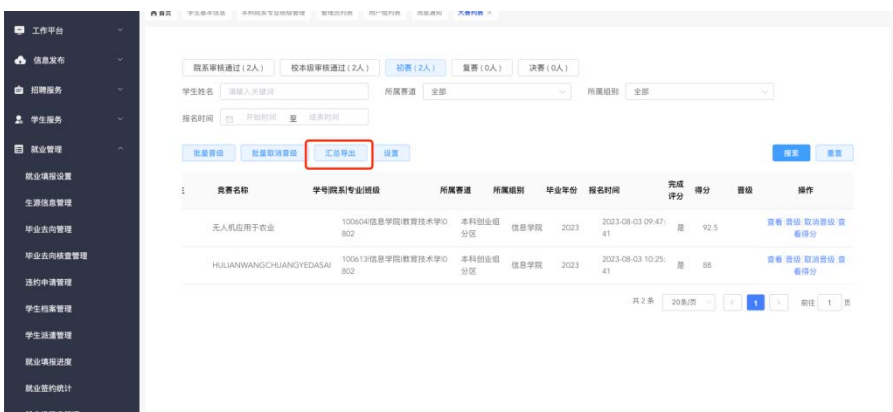 首页 学生基本信息 本科院系专业班级管理 管理员列表 用户组列表 消息通知 大赛列表 ×
工作平台
信息发布
招聘服务
学生服务
就业管理
就业填报设置
生源信息管理
毕业去向管理
毕业去向核查管理
违约申请管理
学生档案管理
学生派遣管理
就业填报进度
就业签约统计
院系审核通过(2人) 校本级审核通过(2人) 初赛(2人) 复赛(0人) 决赛(0人)
学生姓名 请输入关键词 所属赛道 全部 所属组别 全部
报名时间 开始时间 至 结束时间
批量晋级 批量取消晋级 汇总导出 设置 搜索 重置
竞赛名称 学号|院系|专业|班级 所属赛道 所属组别 毕业年份 报名时间 完成评分 得分 晋级 操作
无人机应用于农业 100604|信息学院|教育技术学|0 本科创业组 信息学院 2023 2023-08-03 09:47: 是 92.5 查看 晋级 取消晋级 查
802 分区 41 看得分
HULIANWANGCHUANGYEDASAI 100613|信息学院|教育技术学|0 本科创业组 信息学院 2023 2023-08-03 10:25: 是 88 查看 晋级 取消晋级 查
802 分区 41 看得分
共 2 条 20条/页 < 1 > 前往 1 页